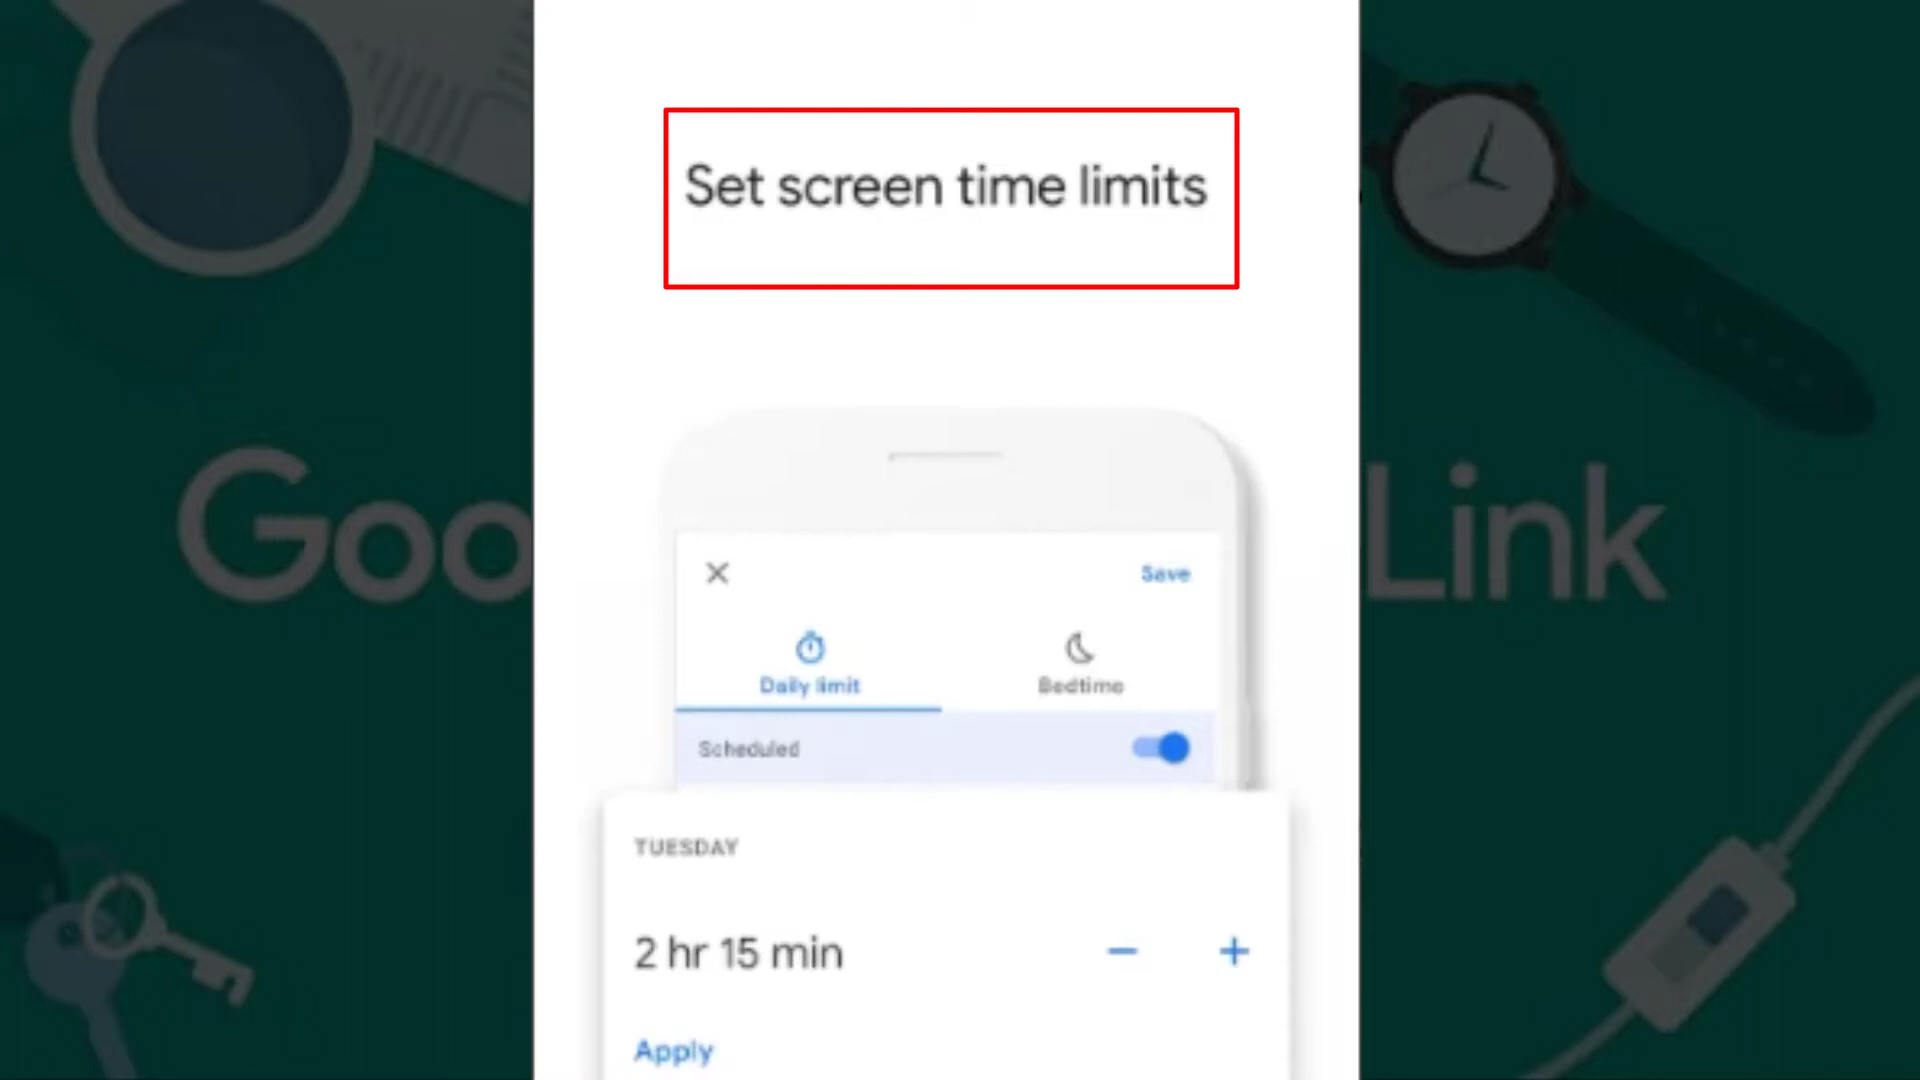 Set screen time limits
Goo
Link
Save
Daily limit
Bedtime
Scheduled
TUESDAY
2 hr 15 min
Apply